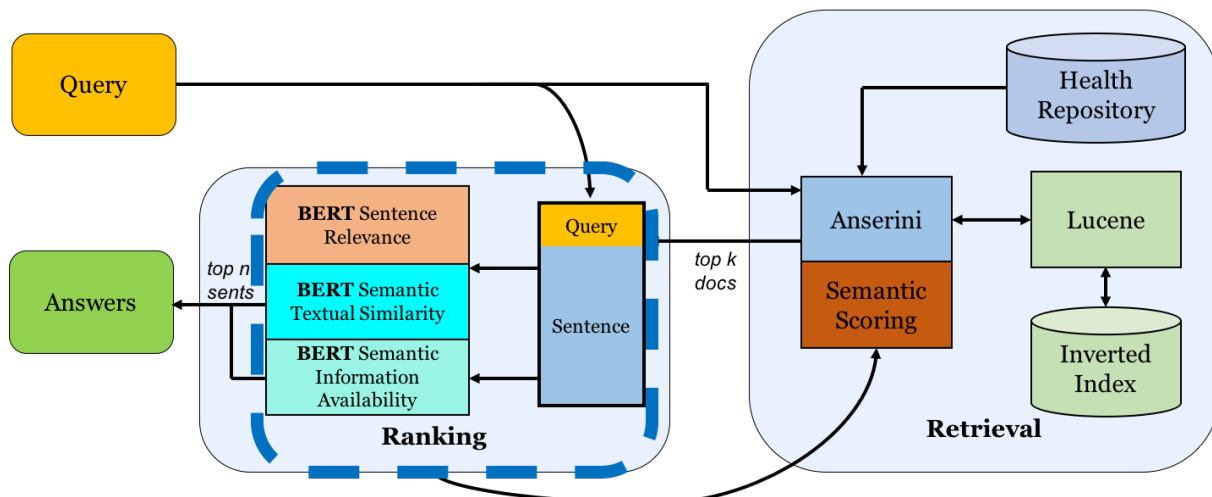 Query
Answers
top n
sents
BERT Sentence
Relevance
BERT Semantic
Textual Similarity
BERT Semantic
Information
Availability
Query
Sentence
Ranking
top k
docs
Health
Repository
Anserini
Semantic
Scoring
Lucene
Inverted
Index
Retrieval